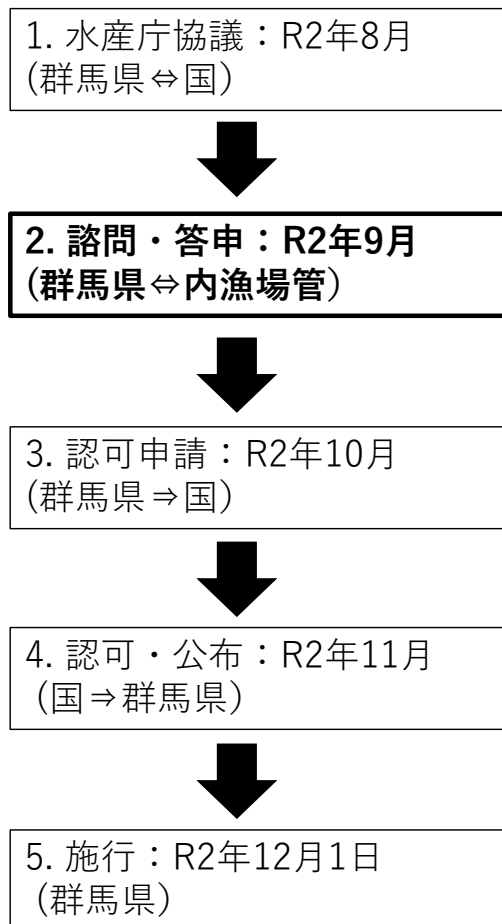 1. 水産庁協議：R2年8月
(群馬県⇔国)
2. 諮問・答申：R2年9月
(群馬県⇔内漁場管)
3. 認可申請：R2年10月
(群馬県⇒国)
4. 認可・公布：R2年11月
(国⇒群馬県)
5. 施行：R2年12月1日
(群馬県)